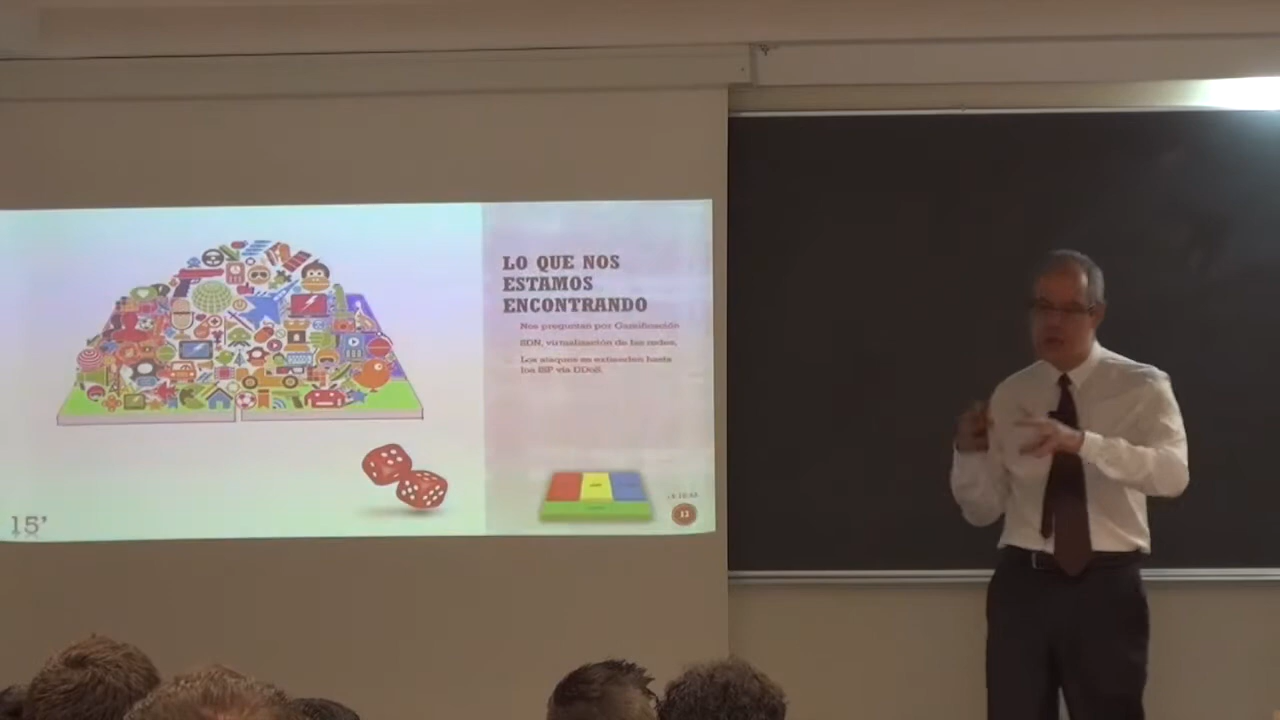 LO QUE NOS
ESTAMOS
ENCONTRANDO
Nos preguntan por Gamificación
SDN, virtualización de las redes,
Los ataques se extienden hasta
los ISP vía DDoS.
13
15'